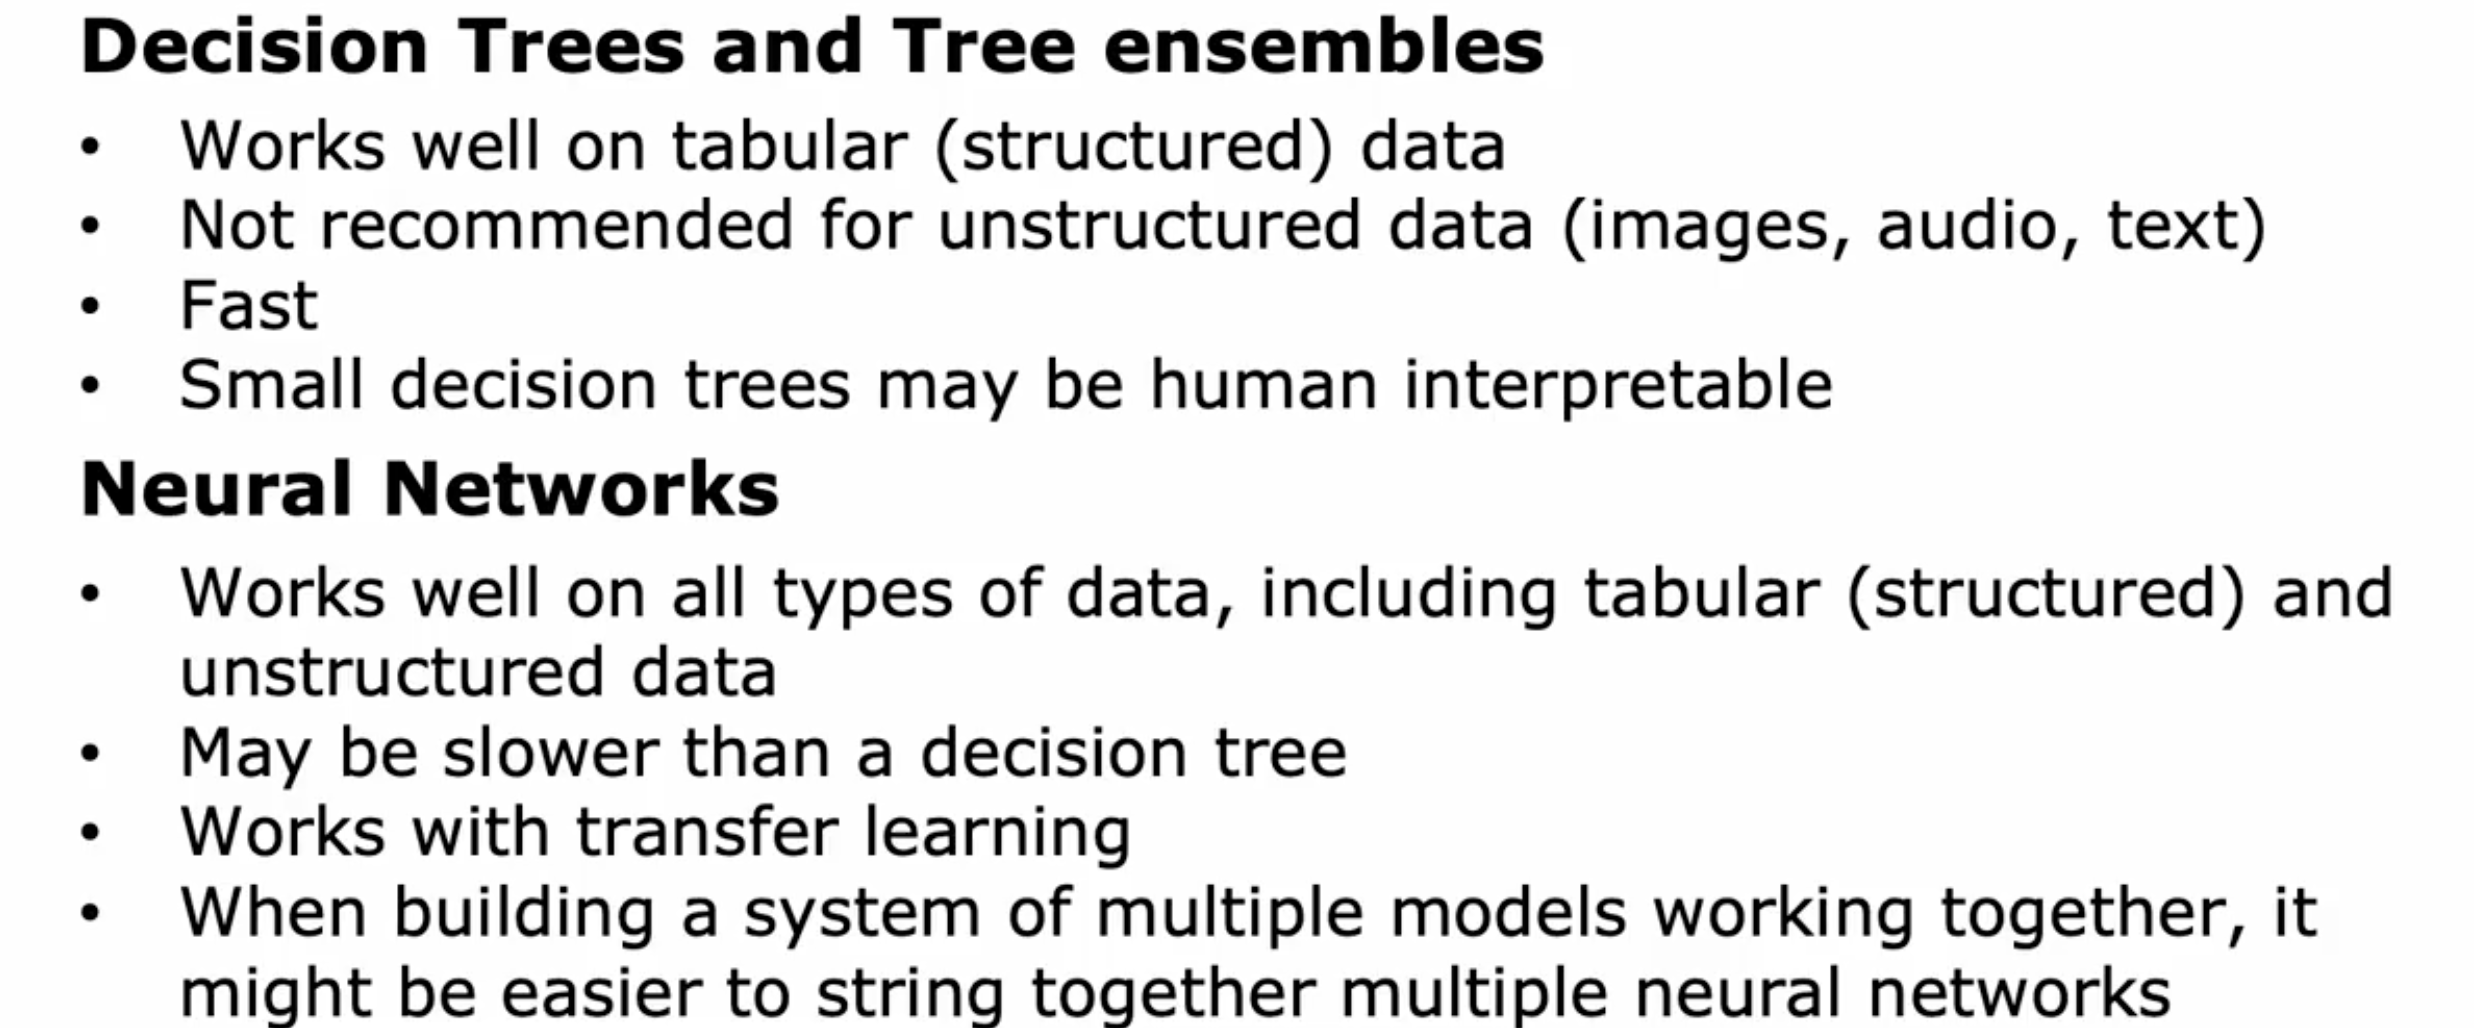 Decision Trees and Tree ensembles
• Works well on tabular (structured) data
• Not recommended for unstructured data (images, audio, text)
• Fast
• Small decision trees may be human interpretable
Neural Networks
• Works well on all types of data, including tabular (structured) and
unstructured data
• May be slower than a decision tree
• Works with transfer learning
• When building a system of multiple models working together, it
might be easier to string together multiple neural networks